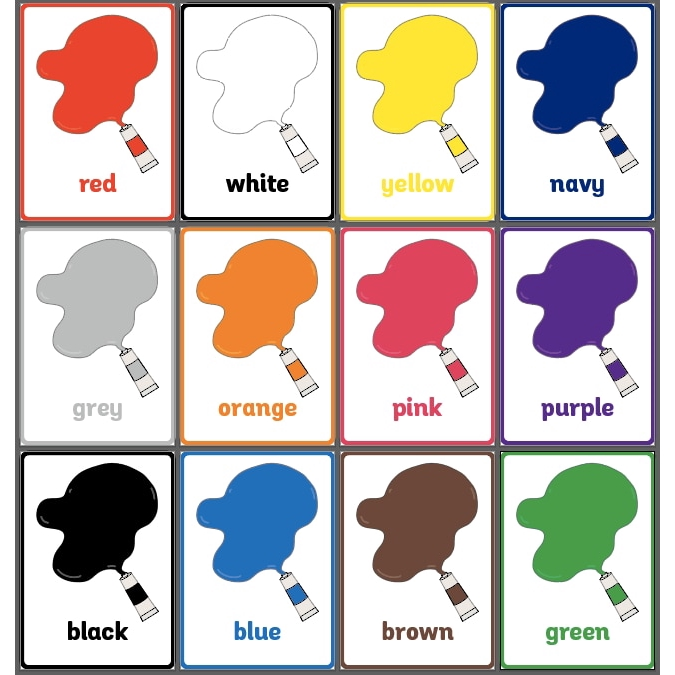 red
white
yellow
navy
grey
orange
pink
purple
black
blue
brown
green